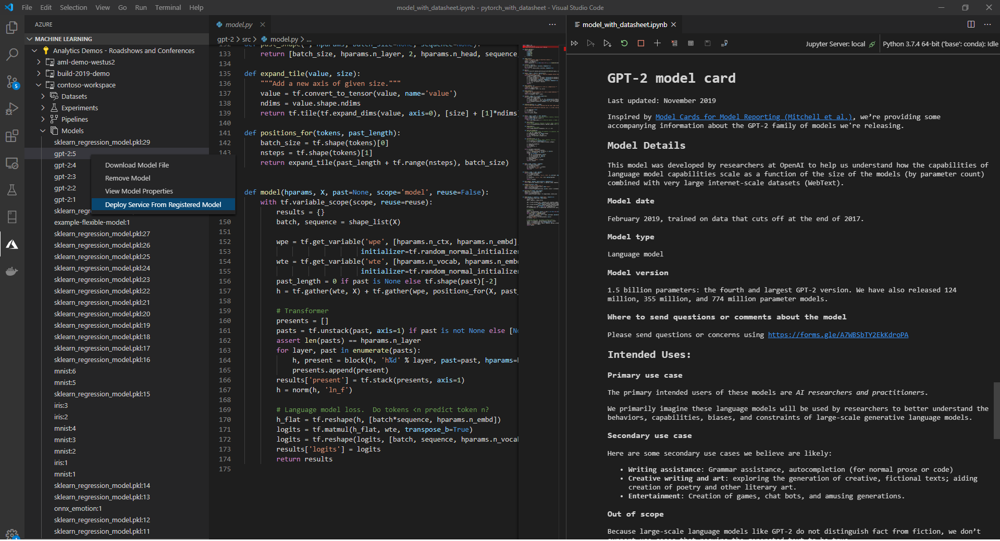 File Edit Selection View Go Run Terminal Help
model_with_datasheet.ipynb - pytorch_with_datasheet - Visual Studio Code
AZURE
MACHINE LEARNING
Analytics Demos - Roadshows and Conferences
aml-demo-westus2
build-2019-demo
contoso-workspace
Datasets
Experiments
Pipelines
Models
sklearn_regression_model.pkl:29
gpt-2:5
gpt-2:4
gpt-2:3
gpt-2:2
gpt-2:1
sklearn_reg
example-flexible-model:1
sklearn_regression_model.pkl:27
sklearn_regression_model.pkl:26
sklearn_regression_model.pkl:25
sklearn_regression_model.pkl:24
sklearn_regression_model.pkl:23
sklearn_regression_model.pkl:22
sklearn_regression_model.pkl:21
sklearn_regression_model.pkl:20
sklearn_regression_model.pkl:19
sklearn_regression_model.pkl:18
sklearn_regression_model.pkl:17
sklearn_regression_model.pkl:16
mnist:6
mnist:5
sklearn_regression_model.pkl:15
iris:3
iris:2
mnist:4
mnist:3
mnist:2
iris:1
mnist:1
sklearn_regression_model.pkl:14
sklearn_regression_model.pkl:13
onnx_emotion:1
sklearn_regression_model.pkl:12
sklearn_regression_model.pkl:11
5
1
Download Model File
Remove Model
View Model Properties
Deploy Service From Registered Model
model.py
gpt-2 > src > model.py > ...
133 return [batch_size, hparams.n_layer, 2, hparams.n_head, sequence
134
135 def expand_tile(value, size):
136 """Add a new axis of given size."""
137 value = tf.convert_to_tensor(value, name='value')
138 ndims = value.shape.ndims
139 return tf.tile(tf.expand_dims(value, axis=0), [size] + [1]*ndims
140
141 def positions_for(tokens, past_length):
142 batch_size = tf.shape(tokens)[0]
143 nsteps = tf.shape(tokens)[1]
return expand_tile(past_length + tf.range(nsteps), batch_size)
def model(hparams, X, past=None, scope='model', reuse=False):
with tf.variable_scope(scope, reuse=reuse):
results = {}
150 batch, sequence = shape_list(X)
151
152 wpe = tf.get_variable('wpe', [hparams.n_ctx, hparams.n_embd]
153 initializer=tf.random_normal_initializer
154 wte = tf.get_variable('wte', [hparams.n_vocab, hparams.n_embd
155 initializer=tf.random_normal_initializer
156 past_length = 0 if past is None else tf.shape(past)[-2]
157 h = tf.gather(wte, X) + tf.gather(wpe, positions_for(X, past_
158
159 # Transformer
160 presents = []
161 pasts = tf.unstack(past, axis=1) if past is not None else [No
162 assert len(pasts) == hparams.n_layer
163 for layer, past in enumerate(pasts):
164 h, present = block(h, 'h%d' % layer, past=past, hparams=h
165 presents.append(present)
166 results['present'] = tf.stack(presents, axis=1)
167 h = norm(h, 'ln_f')
168
169 # Language model loss.  Do tokens <n predict token n?
170 h_flat = tf.reshape(h, [batch*sequence, hparams.n_embd])
171 logits = tf.matmul(h_flat, wte, transpose_b=True)
172 logits = tf.reshape(logits, [batch, sequence, hparams.n_vocab
173 results['logits'] = logits
174 return results
175
model_with_datasheet.ipynb
Jupyter Server: local
Python 3.7.4 64-bit ('base': conda): Idle
GPT-2 model card
Last updated: November 2019
Inspired by Model Cards for Model Reporting (Mitchell et al.), we’re providing some
accompanying information about the GPT-2 family of models we're releasing.
Model Details
This model was developed by researchers at OpenAI to help us understand how the capabilities of
language model capabilities scale as a function of the size of the models (by parameter count)
combined with very large internet-scale datasets (WebText).
Model date
February 2019, trained on data that cuts off at the end of 2017.
Model type
Language model
Model version
1.5 billion parameters: the fourth and largest GPT-2 version. We have also released 124
million, 355 million, and 774 million parameter models.
Where to send questions or comments about the model
Please send questions or concerns using https://forms.gle/A7WBSbTY2EkKdroPA
Intended Uses:
Primary use case
The primary intended users of these models are AI researchers and practitioners.
We primarily imagine these language models will be used by researchers to better understand the
behaviors, capabilities, biases, and constraints of large-scale generative language models.
Secondary use case
Here are some secondary use cases we believe are likely:
• Writing assistance: Grammar assistance, autocompletion (for normal prose or code)
• Creative writing and art: exploring the generation of creative, fictional texts; aiding
creation of poetry and other literary art.
• Entertainment: Creation of games, chat bots, and amusing generations.
Out of scope
Because large-scale language models like GPT-2 do not distinguish fact from fiction, we don’t